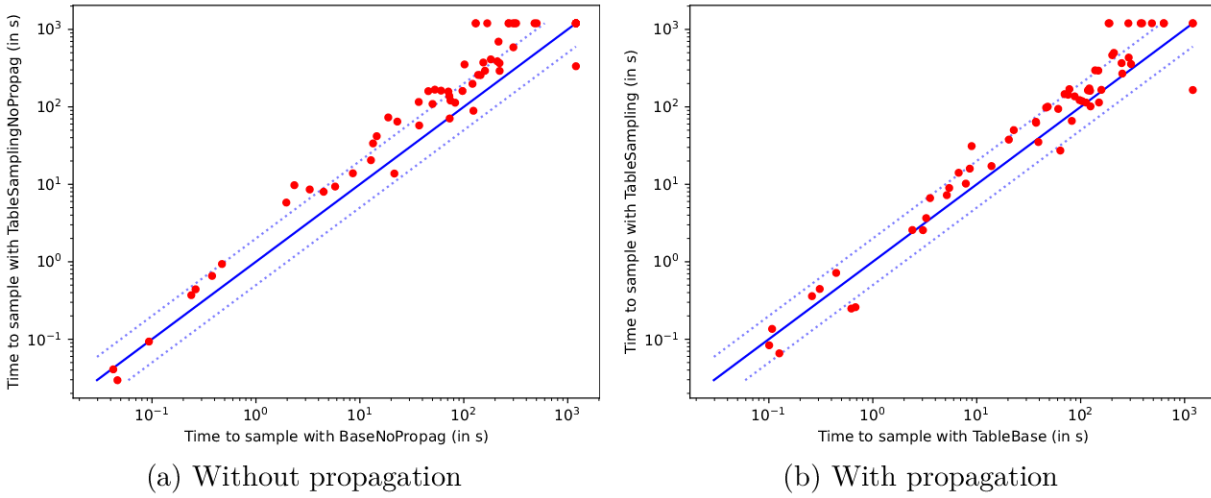 Time to sample with TableSamplingNoPropag (in s)
10³
10²
10¹
10⁰
10⁻¹
10⁻¹ 10⁰ 10¹ 10² 10³
Time to sample with BaseNoPropag (in s)
(a) Without propagation
Time to sample with TableSampling (in s)
10³
10²
10¹
10⁰
10⁻¹
10⁻¹ 10⁰ 10¹ 10² 10³
Time to sample with TableBase (in s)
(b) With propagation